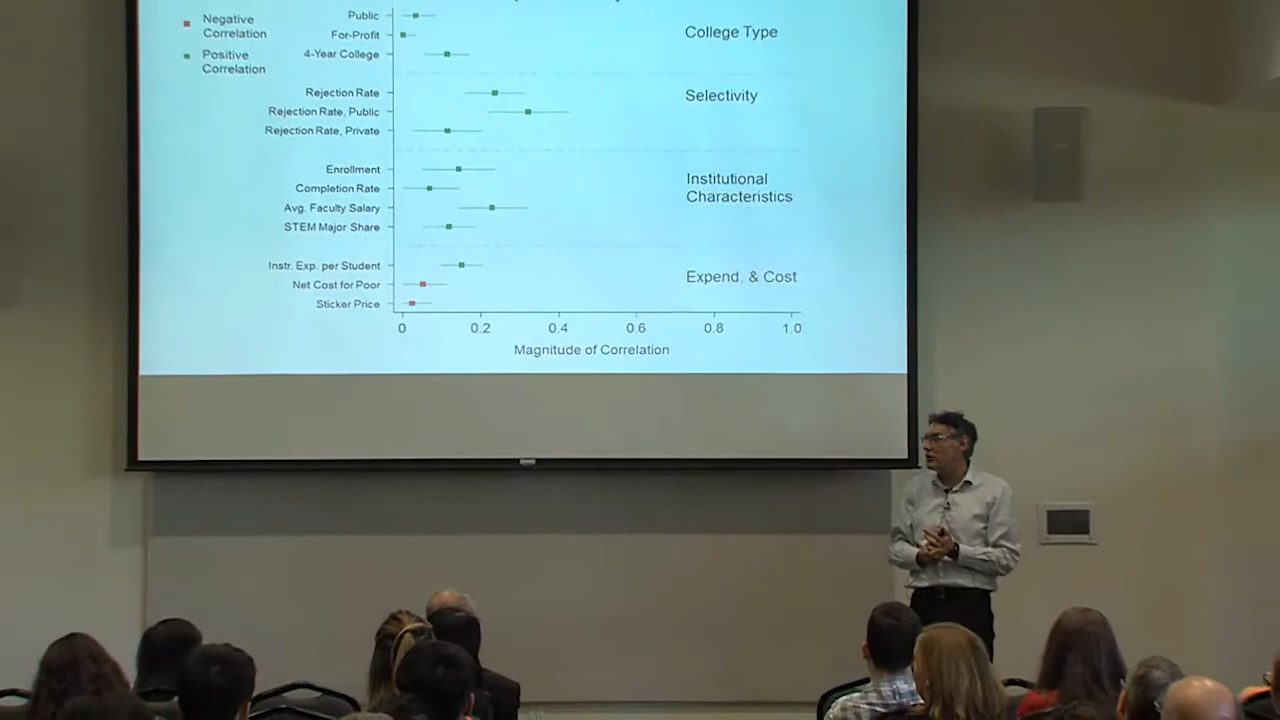 Negative
Correlation
Positive
Correlation
Public
For-Profit
4-Year College
College Type
Rejection Rate
Rejection Rate, Public
Rejection Rate, Private
Selectivity
Enrollment
Completion Rate
Avg. Faculty Salary
STEM Major Share
Institutional
Characteristics
Instr. Exp. per Student
Net Cost for Poor
Sticker Price
Expend. & Cost
0 0.2 0.4 0.6 0.8 1.0
Magnitude of Correlation